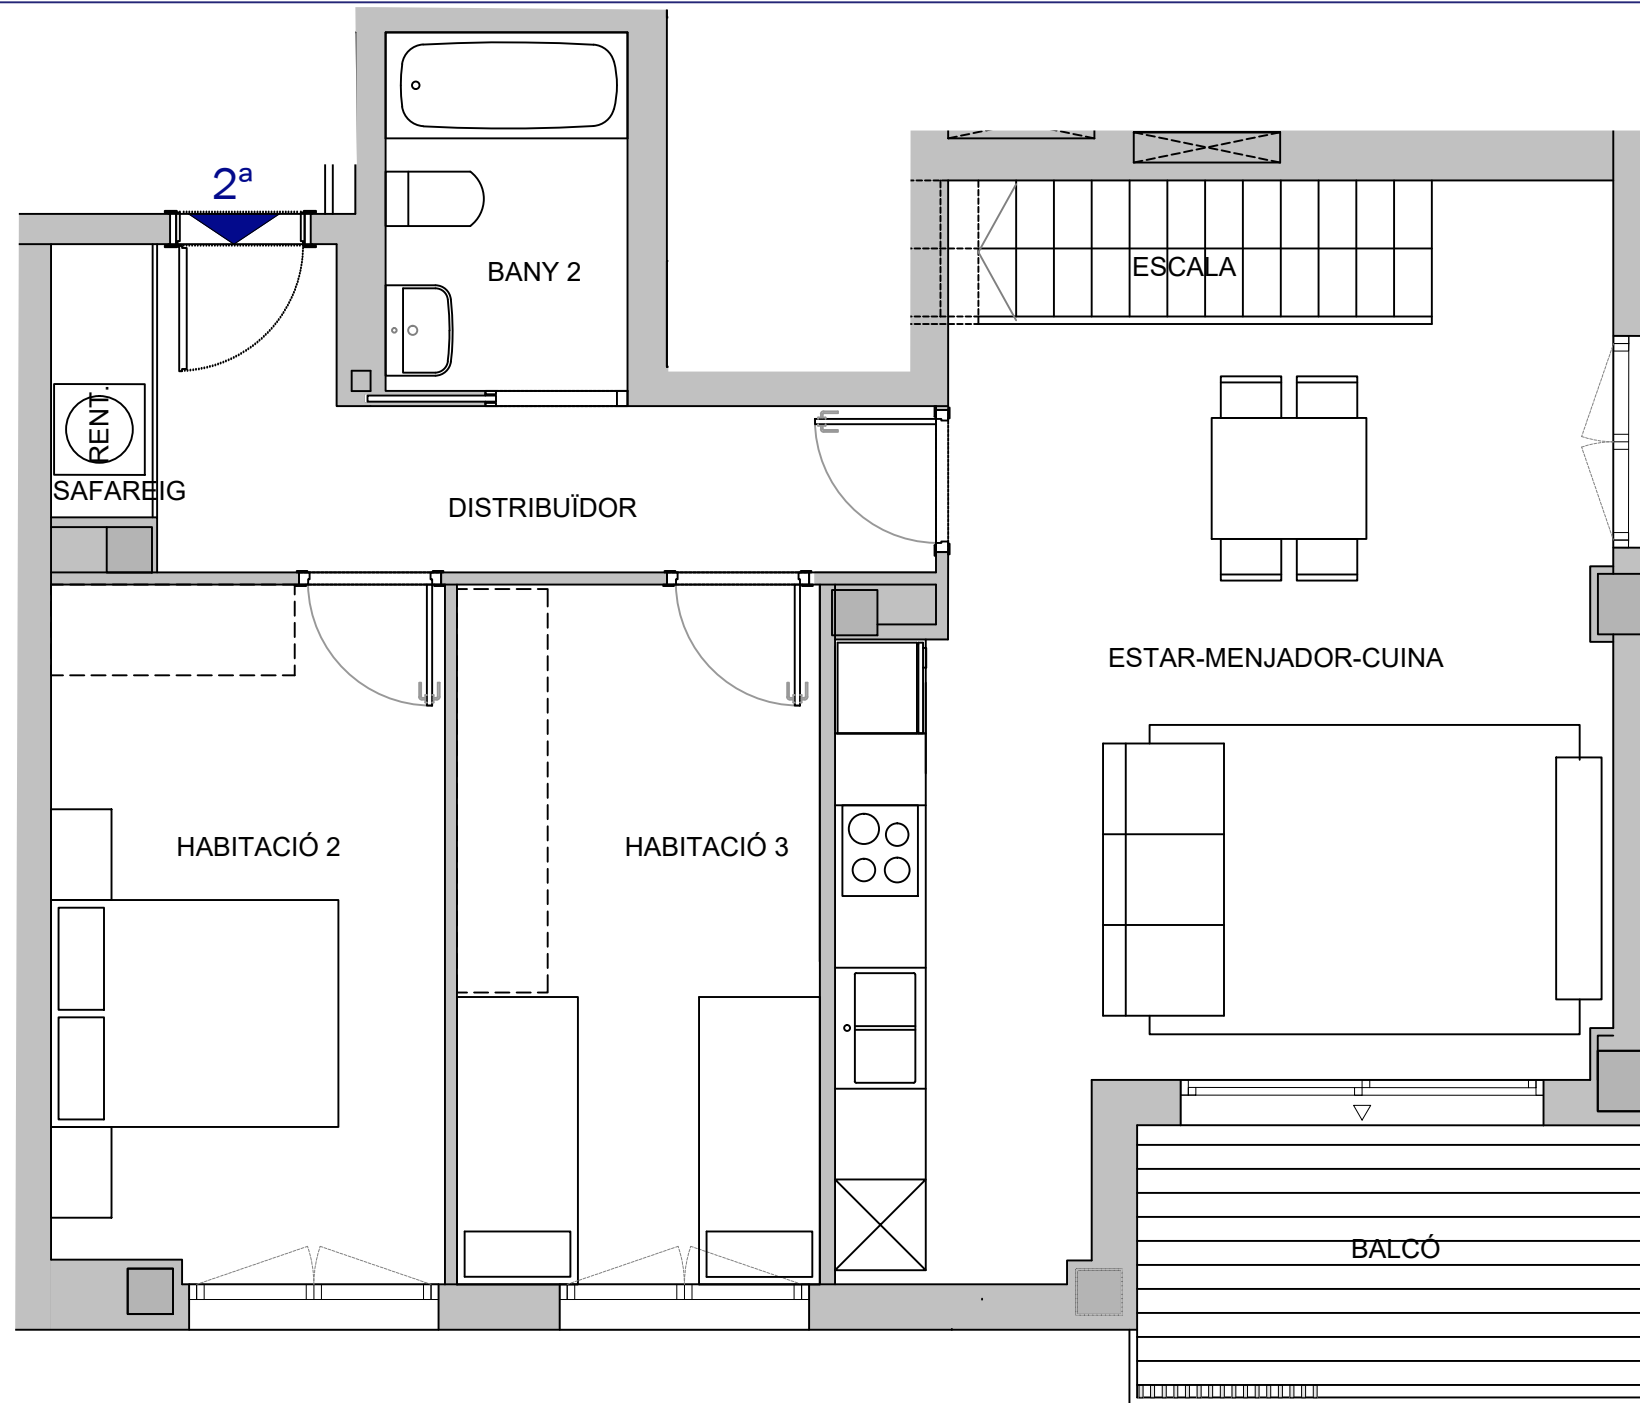 2ª
BANY 2
ESCALA
RENT.
SAFAREIG
DISTRIBUÏDOR
ESTAR-MENJADOR-CUINA
HABITACIÓ 2
HABITACIÓ 3
BALCÓ